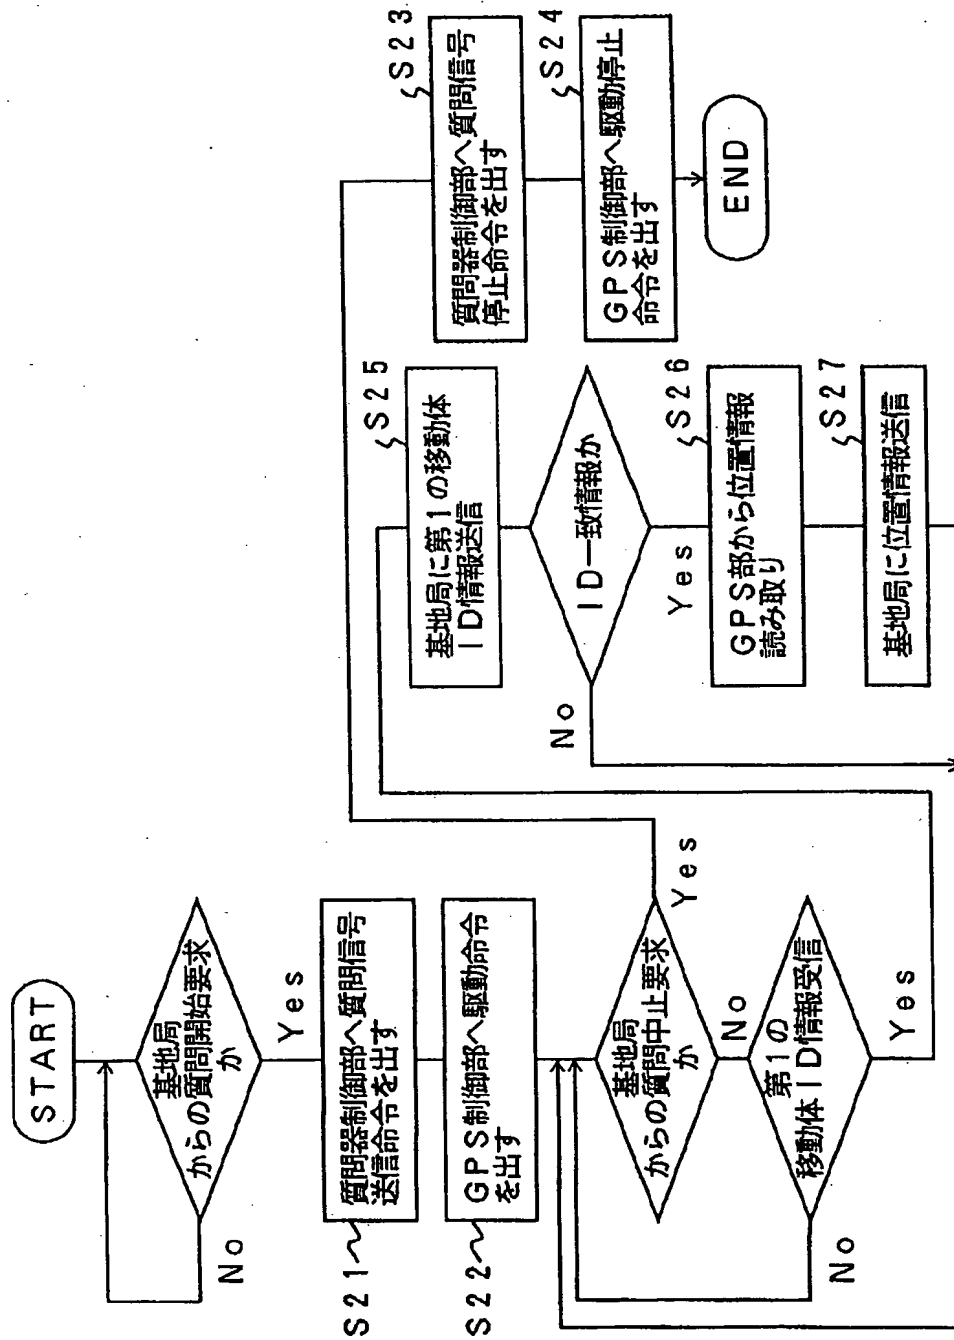 START
基地局
からの質問開始要求
か
No
Yes
S21
質問器制御部へ質問信号
送信命令を出す
S22
GPS制御部へ駆動命令
を出す
基地局
からの質問中止要求
か
Yes
No
第1の
移動体ID情報受信
No
Yes
S25
基地局に第1の移動体
ID情報送信
ID一致情報か
No
Yes
S26
GPS部から位置情報
読み取り
S27
基地局に位置情報送信
S23
質問器制御部へ質問信号
停止命令を出す
S24
GPS制御部へ駆動停止
命令を出す
END